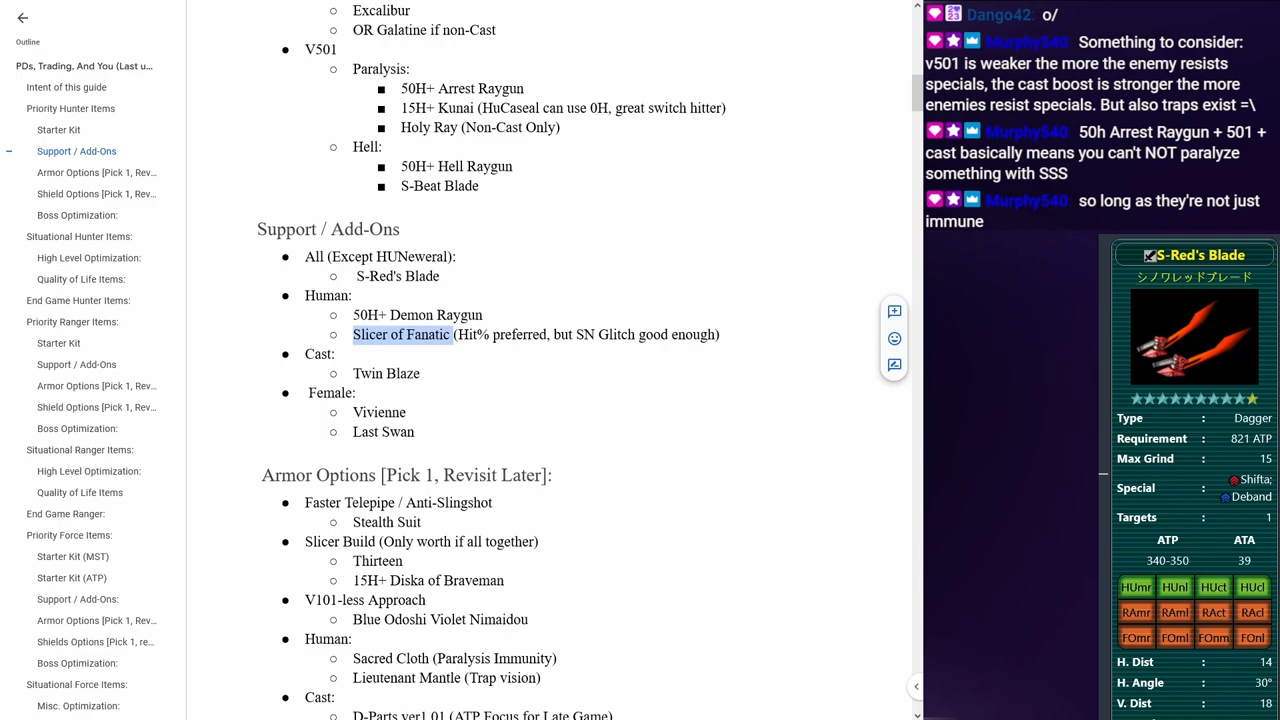 Outline
PDs, Trading, And You (Last u...
Intent of this guide
Priority Hunter Items
Starter Kit
Support / Add-Ons
Armor Options [Pick 1, Rev...
Shield Options [Pick 1, Rev...
Boss Optimization:
Situational Hunter Items:
High Level Optimization:
Quality of Life Items:
End Game Hunter Items:
Priority Ranger Items:
Starter Kit
Support / Add-Ons:
Armor Options [Pick 1, Rev...
Shield Options [Pick 1, Rev...
Boss Optimization:
Situational Ranger Items:
High Level Optimization:
Quality of Life Items
End Game Ranger:
Priority Force Items:
Starter Kit (MST)
Starter Kit (ATP)
Support / Add-Ons:
Armor Options [Pick 1, Rev...
Shields Options [Pick 1, re...
Boss Optimization:
Situational Force Items:
Misc. Optimization:
Excalibur
OR Galatine if non-Cast
V501
Paralysis:
50H+ Arrest Raygun
15H+ Kunai (HuCaseal can use 0H, great switch hitter)
Holy Ray (Non-Cast Only)
Hell:
50H+ Hell Raygun
S-Beat Blade
Support / Add-Ons
All (Except HUNeweral):
S-Red's Blade
Human:
50H+ Demon Raygun
Slicer of Fanatic (Hit% preferred, but SN Glitch good enough)
Cast:
Twin Blaze
Female:
Vivienne
Last Swan
Armor Options [Pick 1, Revisit Later]:
Faster Telepipe / Anti-Slingshot
Stealth Suit
Slicer Build (Only worth if all together)
Thirteen
15H+ Diska of Braveman
V101-less Approach
Blue Odoshi Violet Nimaidou
Human:
Sacred Cloth (Paralysis Immunity)
Lieutenant Mantle (Trap vision)
Cast:
D-Parts ver1.01 (ATP Focus for Late Game)
Dango42: o/
Murphy540: Something to consider:
v501 is weaker the more the enemy resists
specials, the cast boost is stronger the more
enemies resist specials. But also traps exist =\
Murphy540: 50h Arrest Raygun + 501 +
cast basically means you can't NOT paralyze
something with SSS
Murphy540: so long as they're not just
immune
S-Red's Blade
シノワレッドブレード
Type : Dagger
Requirement : 821 ATP
Max Grind : 15
Special : Shifta;
Deband
Targets : 1
ATP ATA
340-350 39
HUmr HUnl HUct HUcl
RAmr RAml RAct RAcl
FOmr FOml FOnm FOnl
H. Dist : 14
H. Angle : 30°
V. Dist : 18